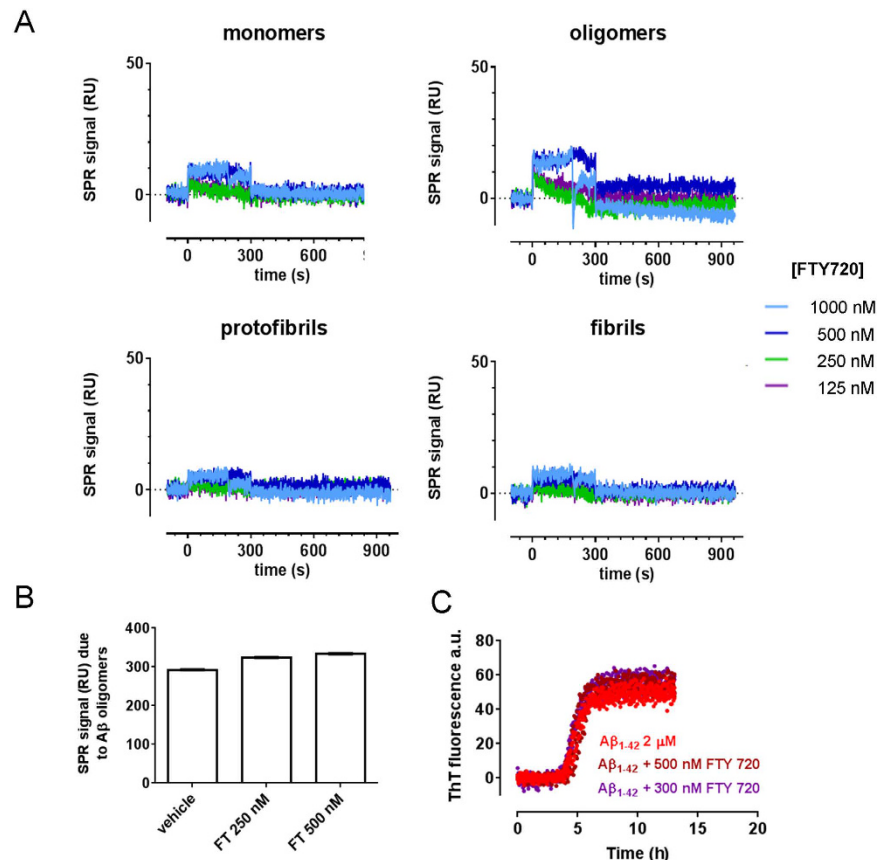 A
monomers
50
0
SPR signal (RU)
0 300 600
time (s)
oligomers
50
0
SPR signal (RU)
0 300 600 900
time (s)
[FTY720]
1000 nM
500 nM
250 nM
125 nM
protofibrils
50
0
SPR signal (RU)
0 300 600 900
time (s)
fibrils
50
0
SPR signal (RU)
0 300 600 900
time (s)
B
SPR signal (RU) due
to Aβ oligomers
400
300
200
100
0
vehicle
FT 250 nM
FT 500 nM
C
ThT fluorescence a.u.
80
60
40
20
0
Aβ₁₋₄₂ 2 μM
Aβ₁₋₄₂ + 500 nM FTY 720
Aβ₁₋₄₂ + 300 nM FTY 720
0 5 10 15 20
Time (h)